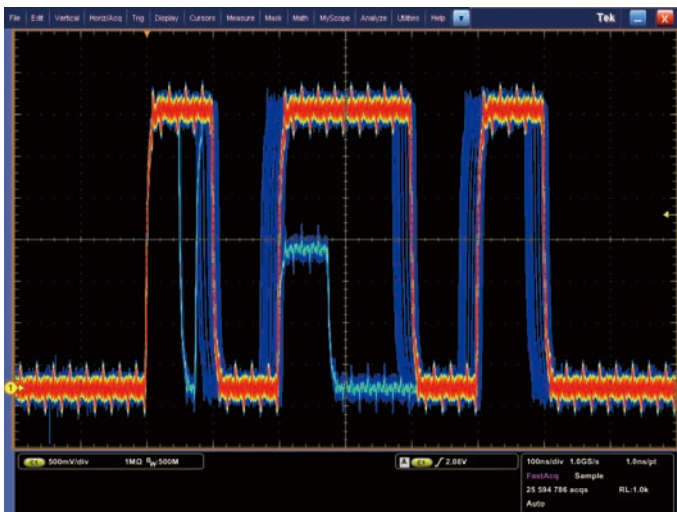 File Edit Vertical Horiz/Acq Trig Display Cursors Measure Mask Math MyScope Analyze Utilities Help Tek
1
C1 500mV/div 1MΩ BW:500M
A C1 2.08V
100ns/div 1.0GS/s 1.0ns/pt
FastAcq Sample
25 594 786 acqs RL:1.0k
Auto